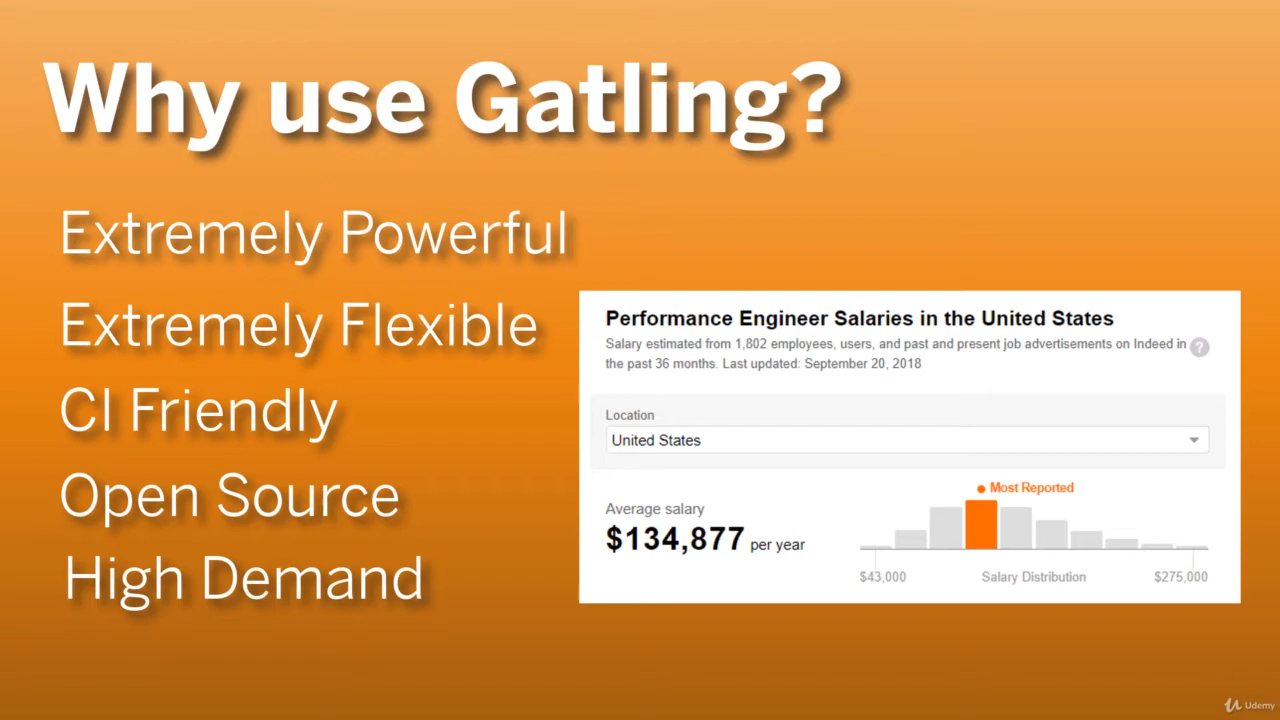 Why use Gatling?
Extremely Powerful
Extremely Flexible
CI Friendly
Open Source
High Demand
Performance Engineer Salaries in the United States
Salary estimated from 1,802 employees, users, and past and present job advertisements on Indeed in
the past 36 months. Last updated: September 20, 2018
?
Location
United States
Average salary
$134,877 per year
Most Reported
$43,000
Salary Distribution
$275,000
Udemy